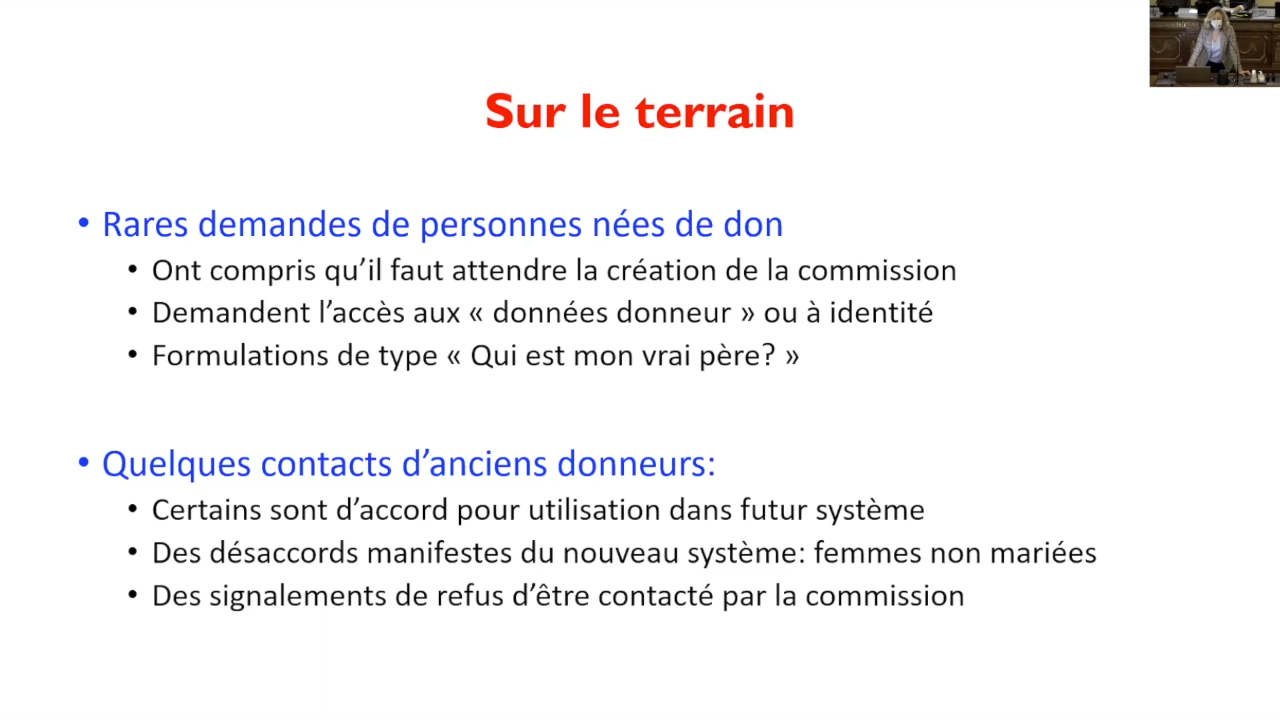 Sur le terrain
• Rares demandes de personnes nées de don
• Ont compris qu’il faut attendre la création de la commission
• Demandent l’accès aux « données donneur » ou à identité
• Formulations de type « Qui est mon vrai père? »
• Quelques contacts d’anciens donneurs:
• Certains sont d’accord pour utilisation dans futur système
• Des désaccords manifestes du nouveau système: femmes non mariées
• Des signalements de refus d’être contacté par la commission